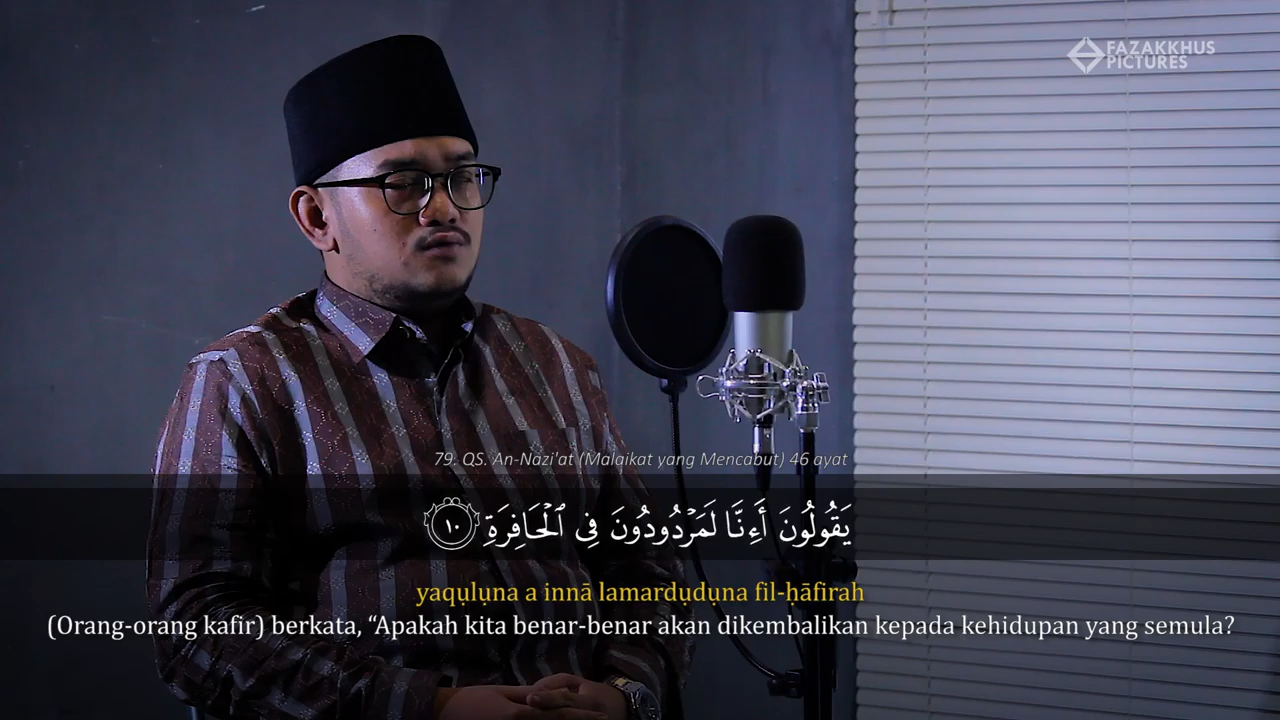 FAZAKKHUS
PICTURES
79. QS. An-Nazi'at (Malaikat yang Mencabut) 46 ayat
يَقُولُونَ أَءِنَّا لَمَرْدُودُونَ فِى ٱلْحَافِرَةِ ١٠
yaqụlụna a innā lamardụdụna fil-ḥāfirah
(Orang-orang kafir) berkata, “Apakah kita benar-benar akan dikembalikan kepada kehidupan yang semula?